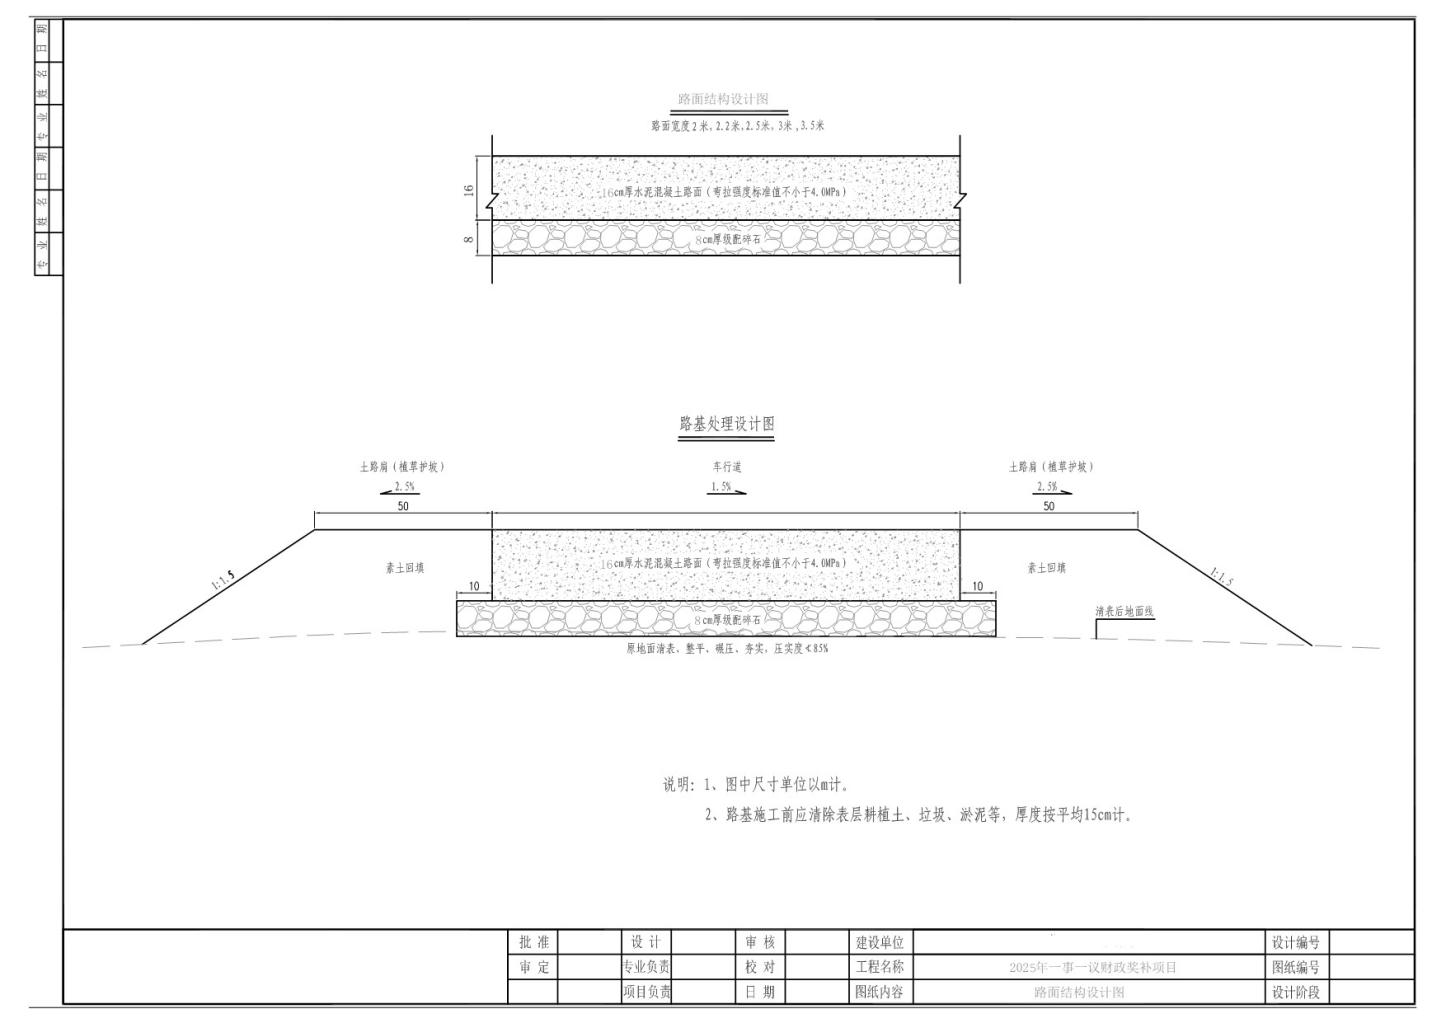 日 期
姓 名
专 业
日 期
姓 名
专 业
路面结构设计图
路面宽度2米,2.2米,2.5米,3米,3.5米
16
16cm厚水泥混凝土路面（弯拉强度标准值不小于4.0MPa）
8
8cm厚级配碎石
路基处理设计图
土路肩（植草护坡） 车行道 土路肩（植草护坡）
2.5% 1.5% 2.5%
50 50
1:1.5 素土回填 16cm厚水泥混凝土路面（弯拉强度标准值不小于4.0MPa） 素土回填 1:1.5
10 10
8cm厚级配碎石 清表后地面线
原地面清表、整平、碾压、夯实，压实度≮85%
说明：1、图中尺寸单位以m计。
2、路基施工前应清除表层耕植土、垃圾、淤泥等，厚度按平均15cm计。
批 准 设 计 审 核 建设单位 设计编号
审 定 专业负责 校 对 工程名称 2025年一事一议财政奖补项目 图纸编号
项目负责 日 期 图纸内容 路面结构设计图 设计阶段